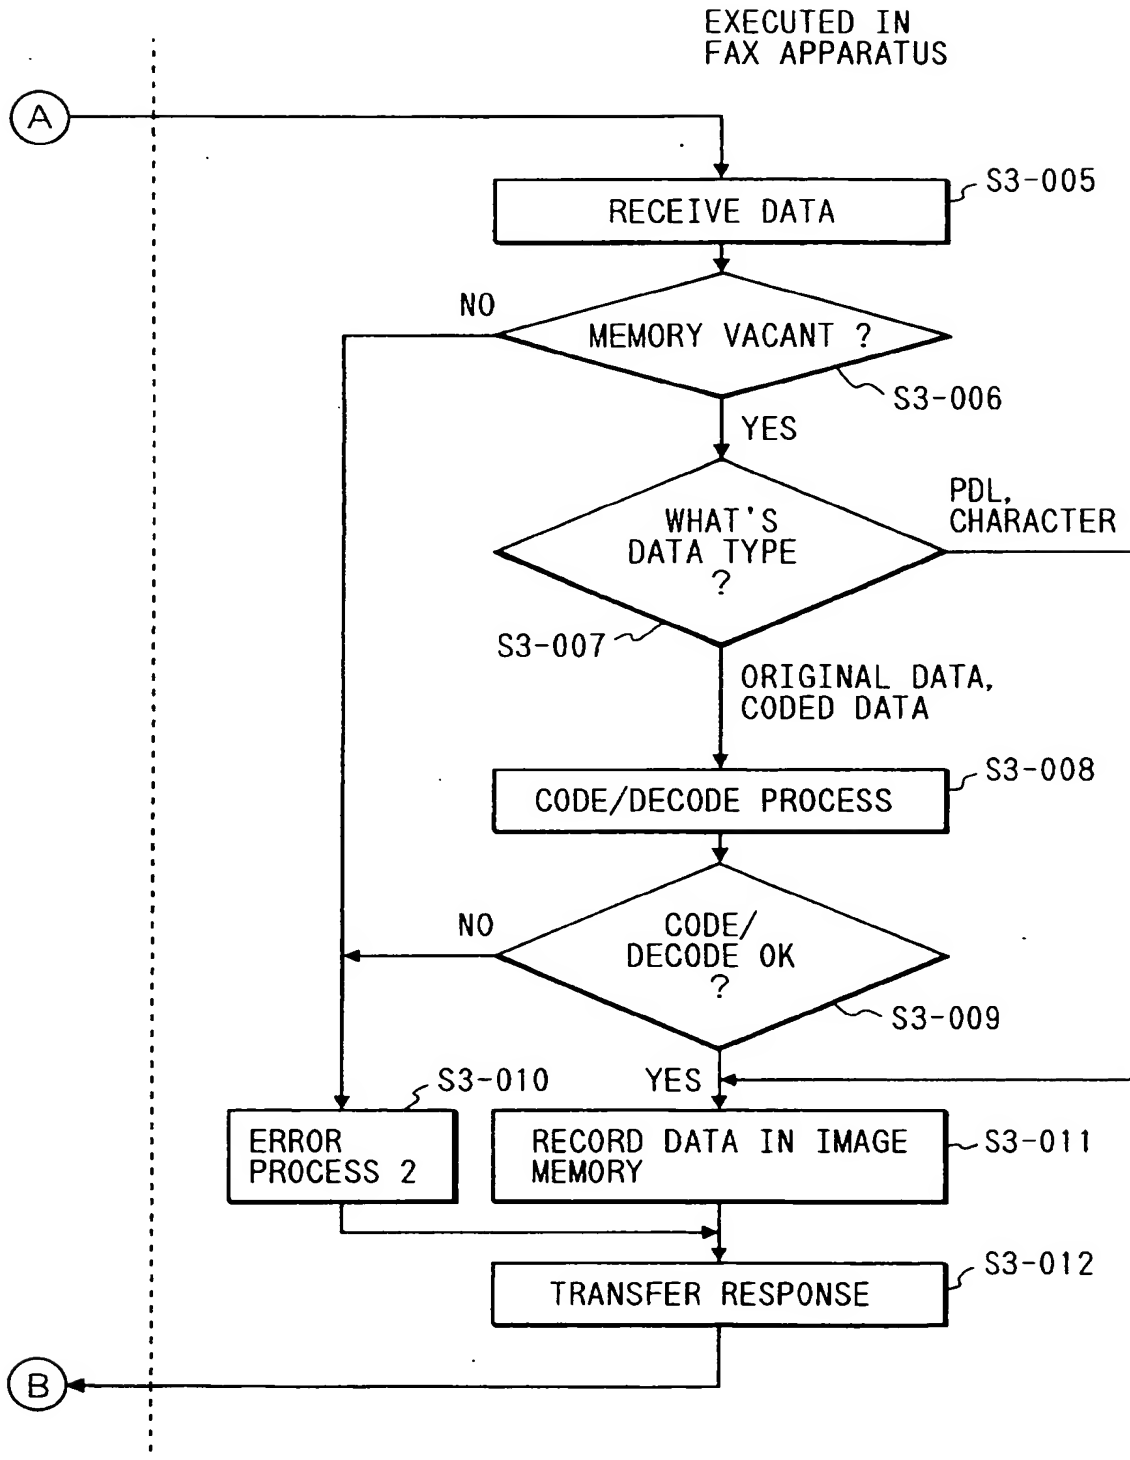 EXECUTED IN
FAX APPARATUS
A
S3-005
RECEIVE DATA
NO
MEMORY VACANT ?
S3-006
YES
PDL,
CHARACTER
WHAT'S
DATA TYPE
?
S3-007
ORIGINAL DATA,
CODED DATA
S3-008
CODE/DECODE PROCESS
NO
CODE/
DECODE OK
?
S3-009
YES
S3-010
ERROR
PROCESS 2
RECORD DATA IN IMAGE
MEMORY
S3-011
S3-012
TRANSFER RESPONSE
B